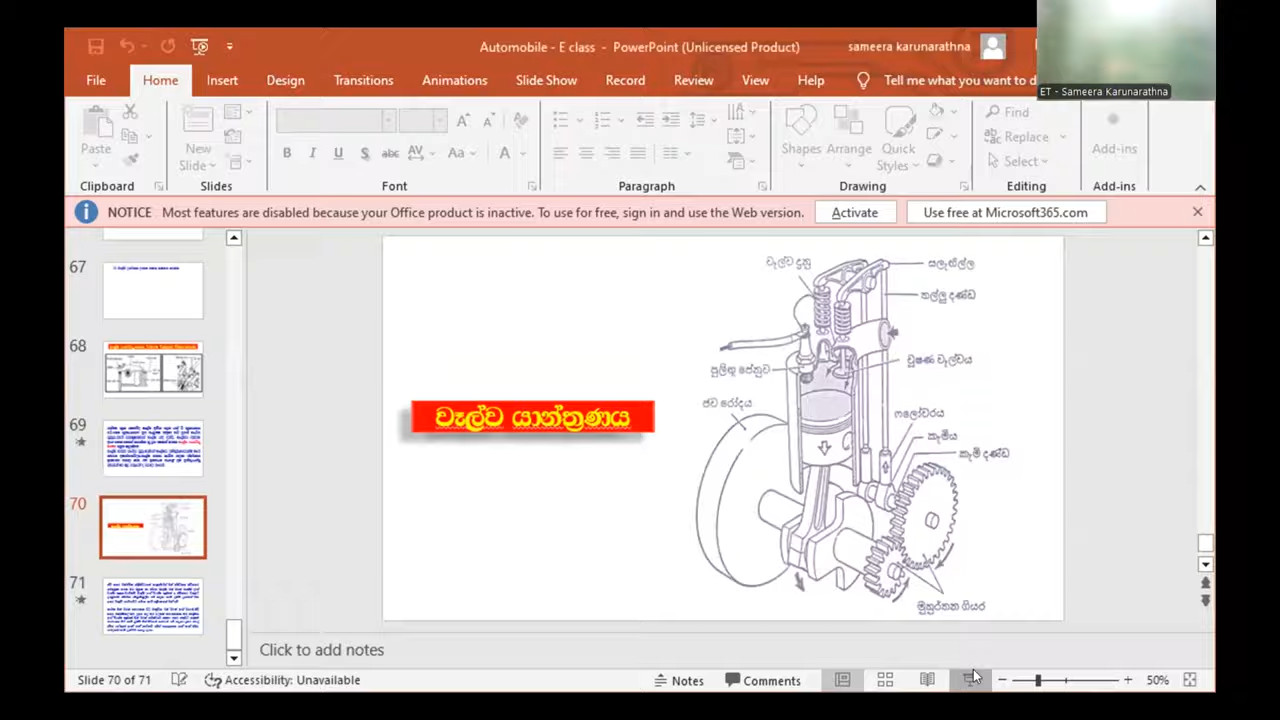 Automobile - E class - PowerPoint (Unlicensed Product)
sameera karunarathna
ET - Sameera Karunarathna
File Home Insert Design Transitions Animations Slide Show Record Review View Help Tell me what you want to d
Paste
New
Slide
Find
Replace
Select
Shapes Arrange Quick
Styles
Add-ins
Clipboard Slides Font Paragraph Drawing Editing Add-ins
NOTICE Most features are disabled because your Office product is inactive. To use for free, sign in and use the Web version. Activate Use free at Microsoft365.com
67
68
69
70
71
වෑල්ව දුනු
සලැඟිල්ල
තල්ලු දණ්ඩ
චූෂණ වෑල්වය
පුලිඟු පේනුව
ජව රෝදය
වෑල්ව යාන්ත්‍රණය
ෆලෝවරය
කැමිය
කැමි දණ්ඩ
මුහුර්තන ගියර
Click to add notes
Slide 70 of 71 Accessibility: Unavailable Notes Comments 50%